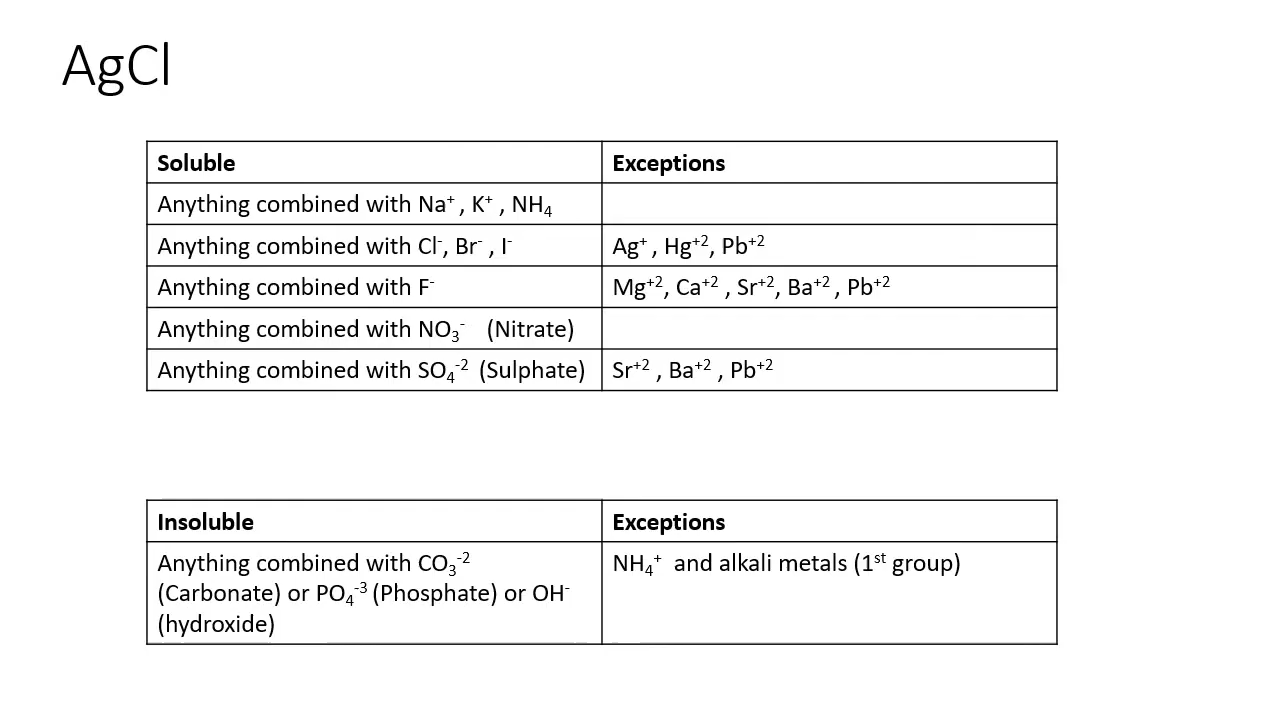 AgCl
Soluble Exceptions
Anything combined with Na⁺ , K⁺ , NH₄
Anything combined with Cl⁻, Br⁻ , I⁻ Ag⁺ , Hg⁺², Pb⁺²
Anything combined with F⁻ Mg⁺², Ca⁺² , Sr⁺², Ba⁺² , Pb⁺²
Anything combined with NO₃⁻ (Nitrate)
Anything combined with SO₄⁻² (Sulphate) Sr⁺² , Ba⁺² , Pb⁺²
Insoluble Exceptions
Anything combined with CO₃⁻² NH₄⁺ and alkali metals (1ˢᵗ group)
(Carbonate) or PO₄⁻³ (Phosphate) or OH⁻
(hydroxide)